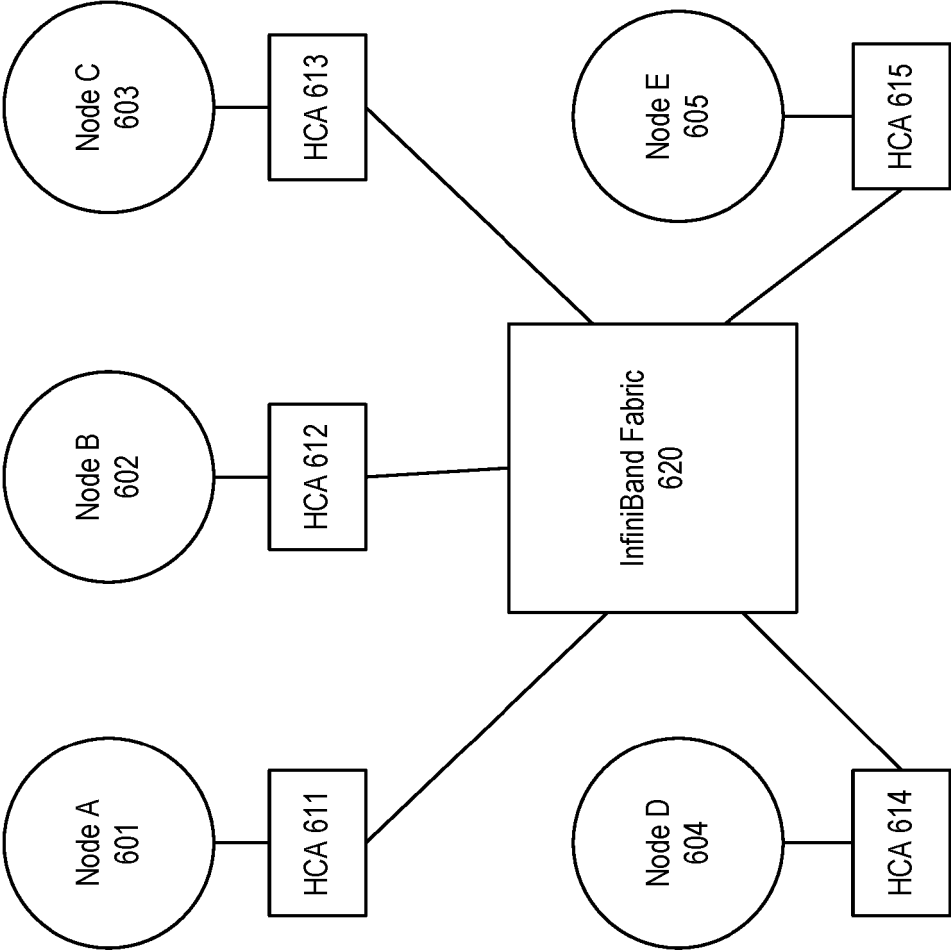 Node A
601
HCA 611
Node B
602
HCA 612
Node C
603
HCA 613
InfiniBand Fabric
620
Node D
604
HCA 614
Node E
605
HCA 615